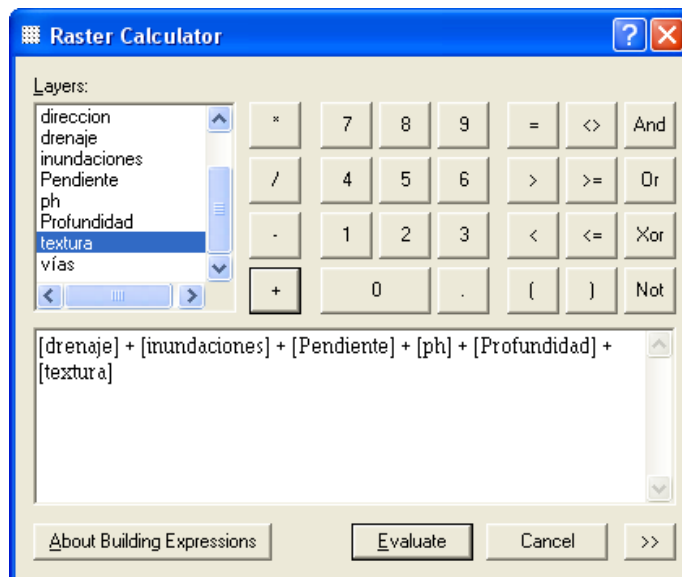 Raster Calculator
Layers:
direccion
drenaje
inundaciones
Pendiente
ph
Profundidad
textura
vías
* 7 8 9 = <> And
/ 4 5 6 > >= Or
- 1 2 3 < <= Xor
+ 0 . ( ) Not
[drenaje] + [inundaciones] + [Pendiente] + [ph] + [Profundidad] +
[textura]
About Building Expressions Evaluate Cancel >>